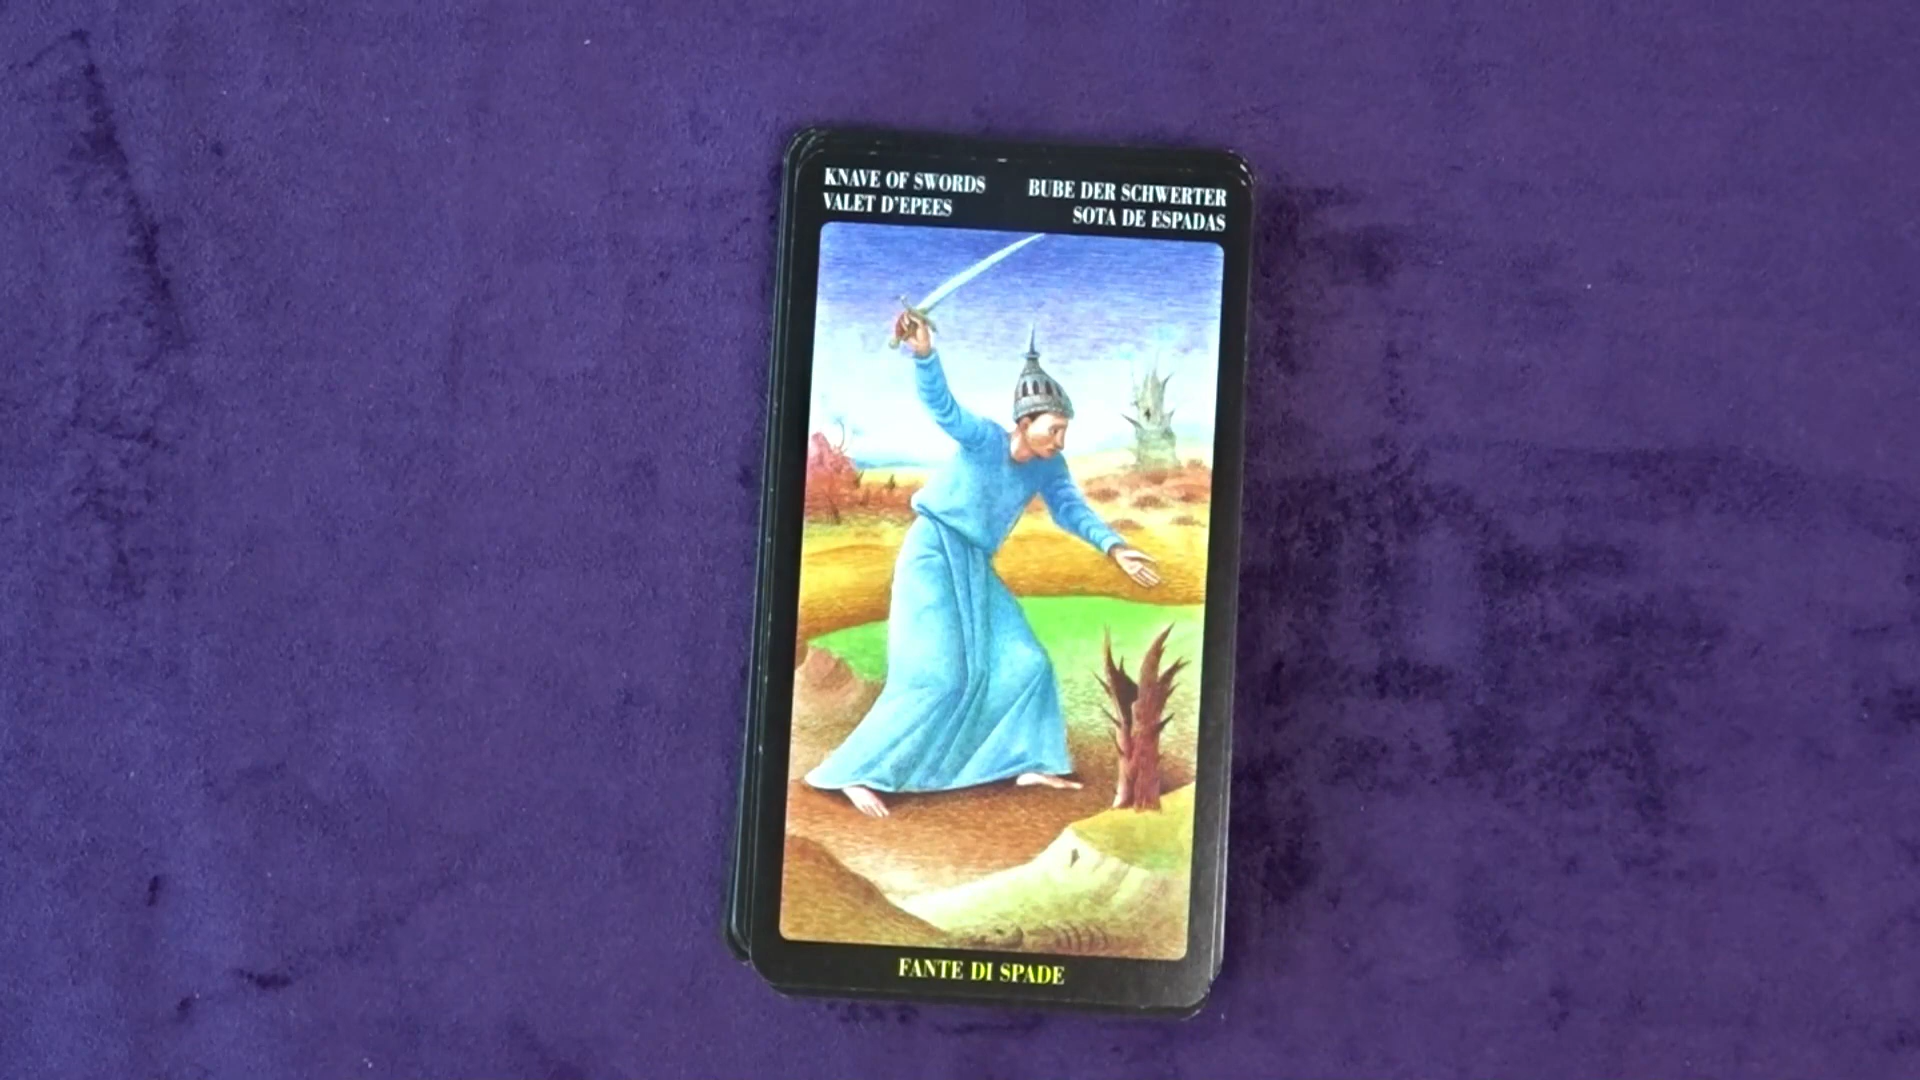 KNAVE OF SWORDS
VALET D'EPEES
BUBE DER SCHWERTER
SOTA DE ESPADAS
FANTE DI SPADE